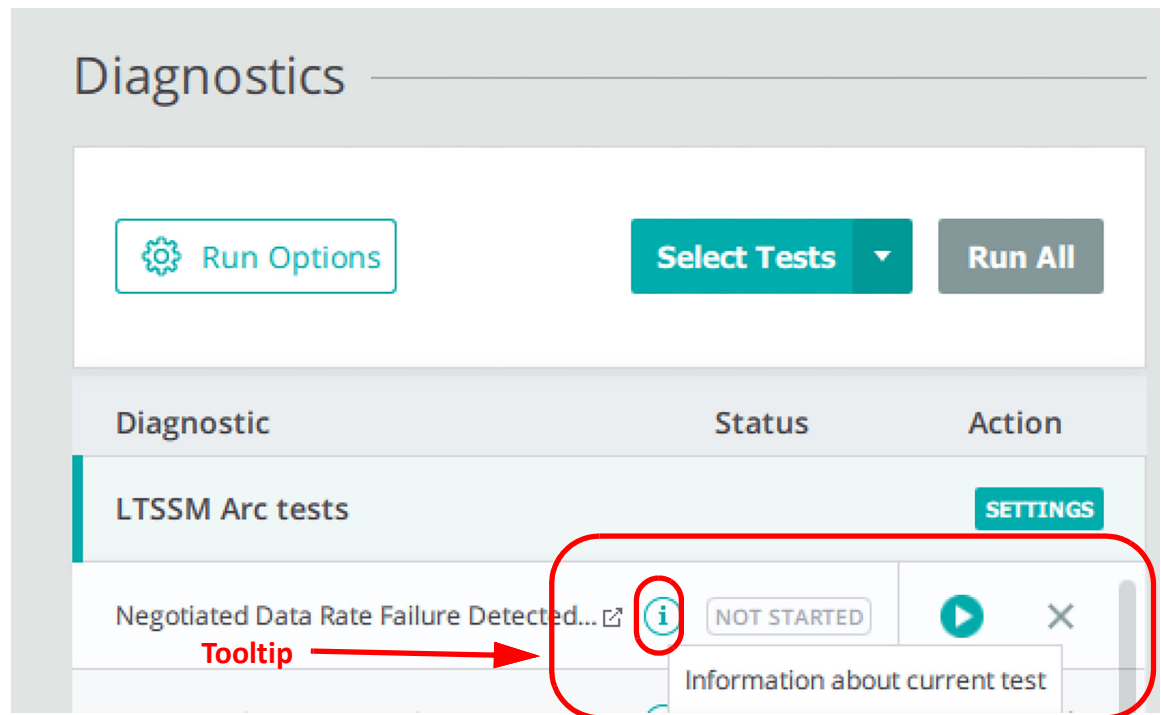 Diagnostics
Run Options
Select Tests
Run All
Diagnostic Status Action
LTSSM Arc tests SETTINGS
Negotiated Data Rate Failure Detected... i NOT STARTED
Tooltip
Information about current test